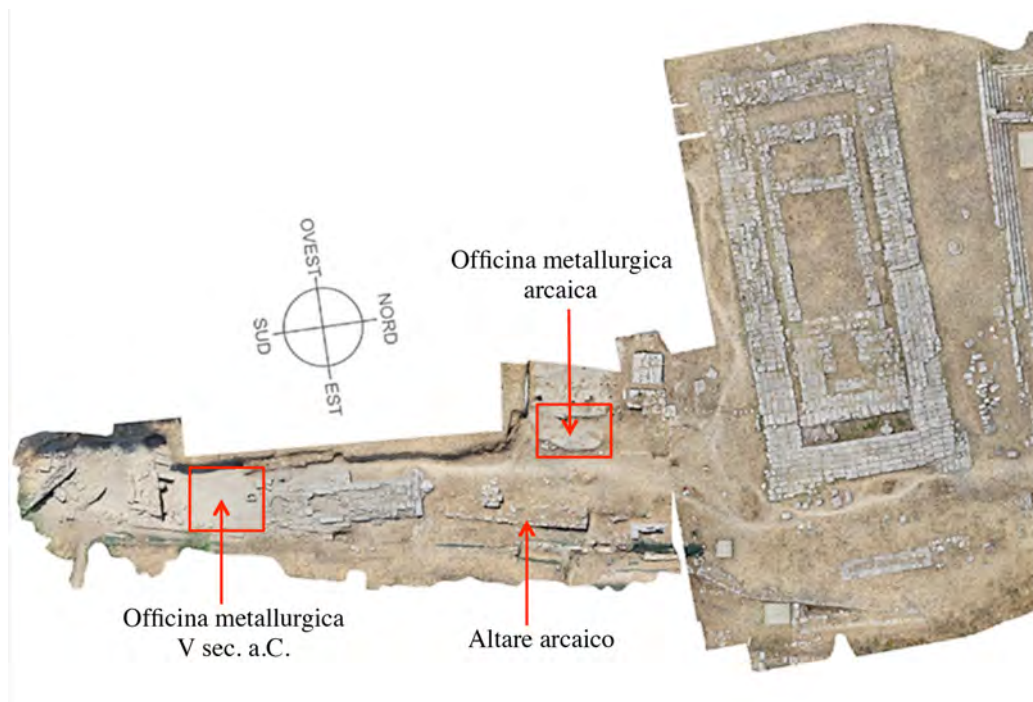 OVEST
NORD
SUD
EST
Officina metallurgica
arcaica
Officina metallurgica
V sec. a.C.
Altare arcaico